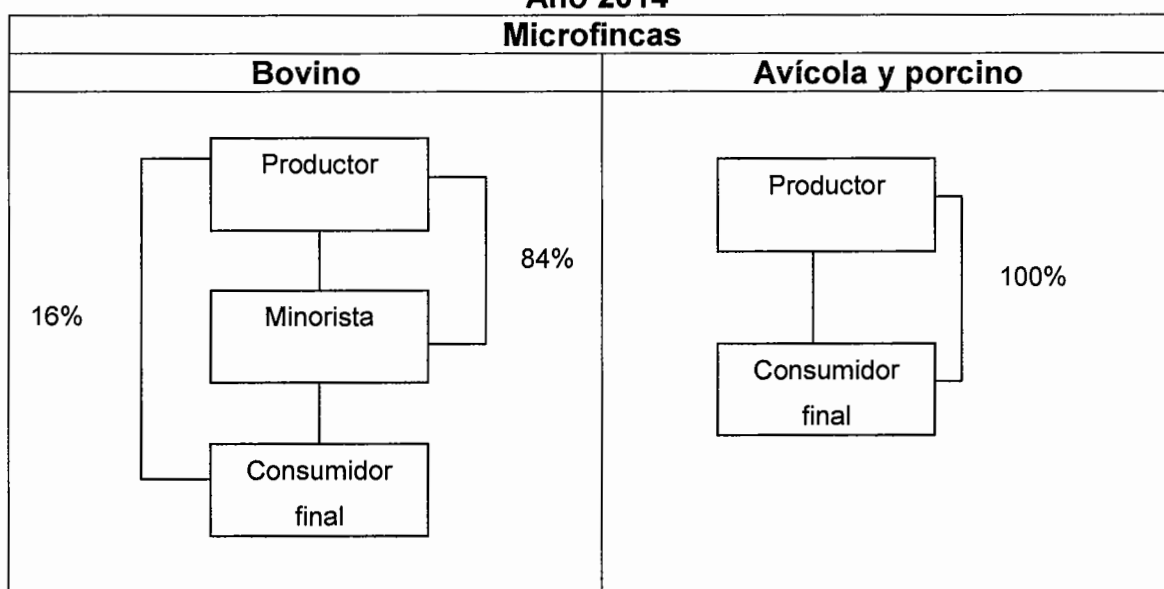 Año 2014
Microfincas
Bovino
Avícola y porcino
Productor
84%
16%
Minorista
Consumidor
final
Productor
100%
Consumidor
final